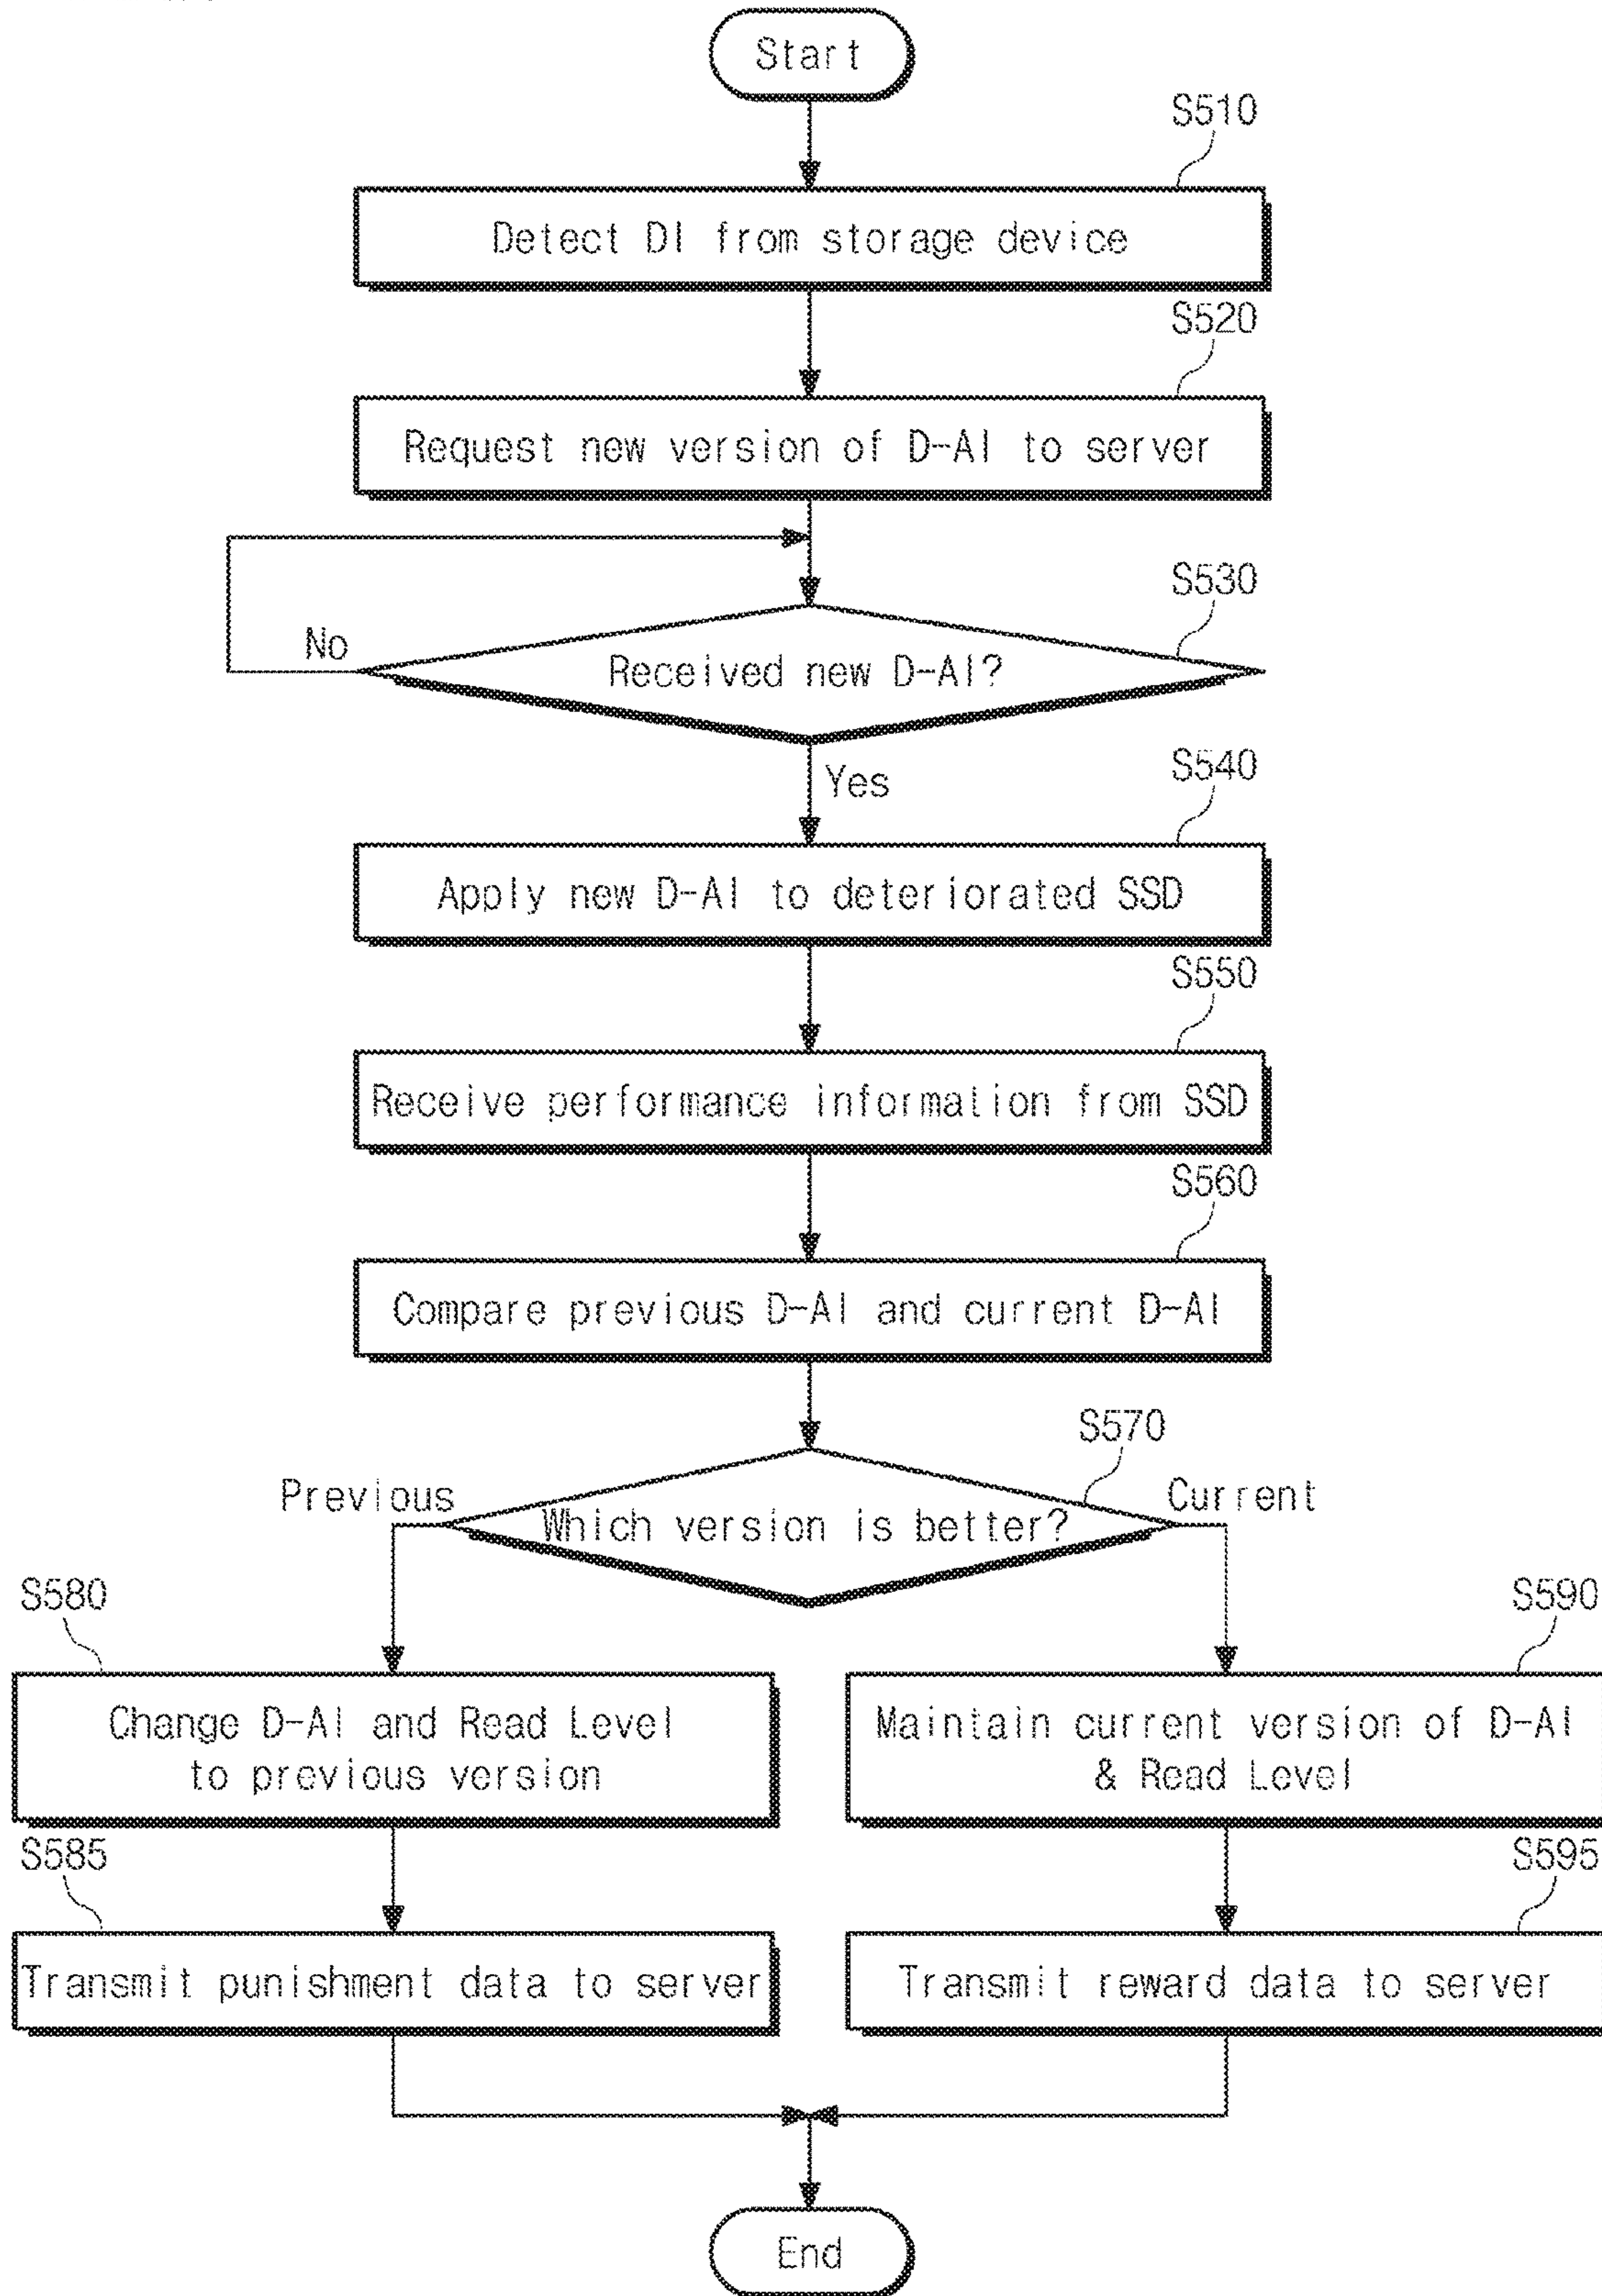 Start
S510
Detect DI from storage device
S520
Request new version of D-AI to server
S530
No
Received new D-AI?
Yes
S540
Apply new D-AI to deteriorated SSD
S550
Receive performance information from SSD
S560
Compare previous D-AI and current D-AI
S570
Previous
Current
Which version is better?
S580
S590
Change D-AI and Read Level
to previous version
Maintain current version of D-AI
& Read Level
S585
S595
Transmit punishment data to server
Transmit reward data to server
End